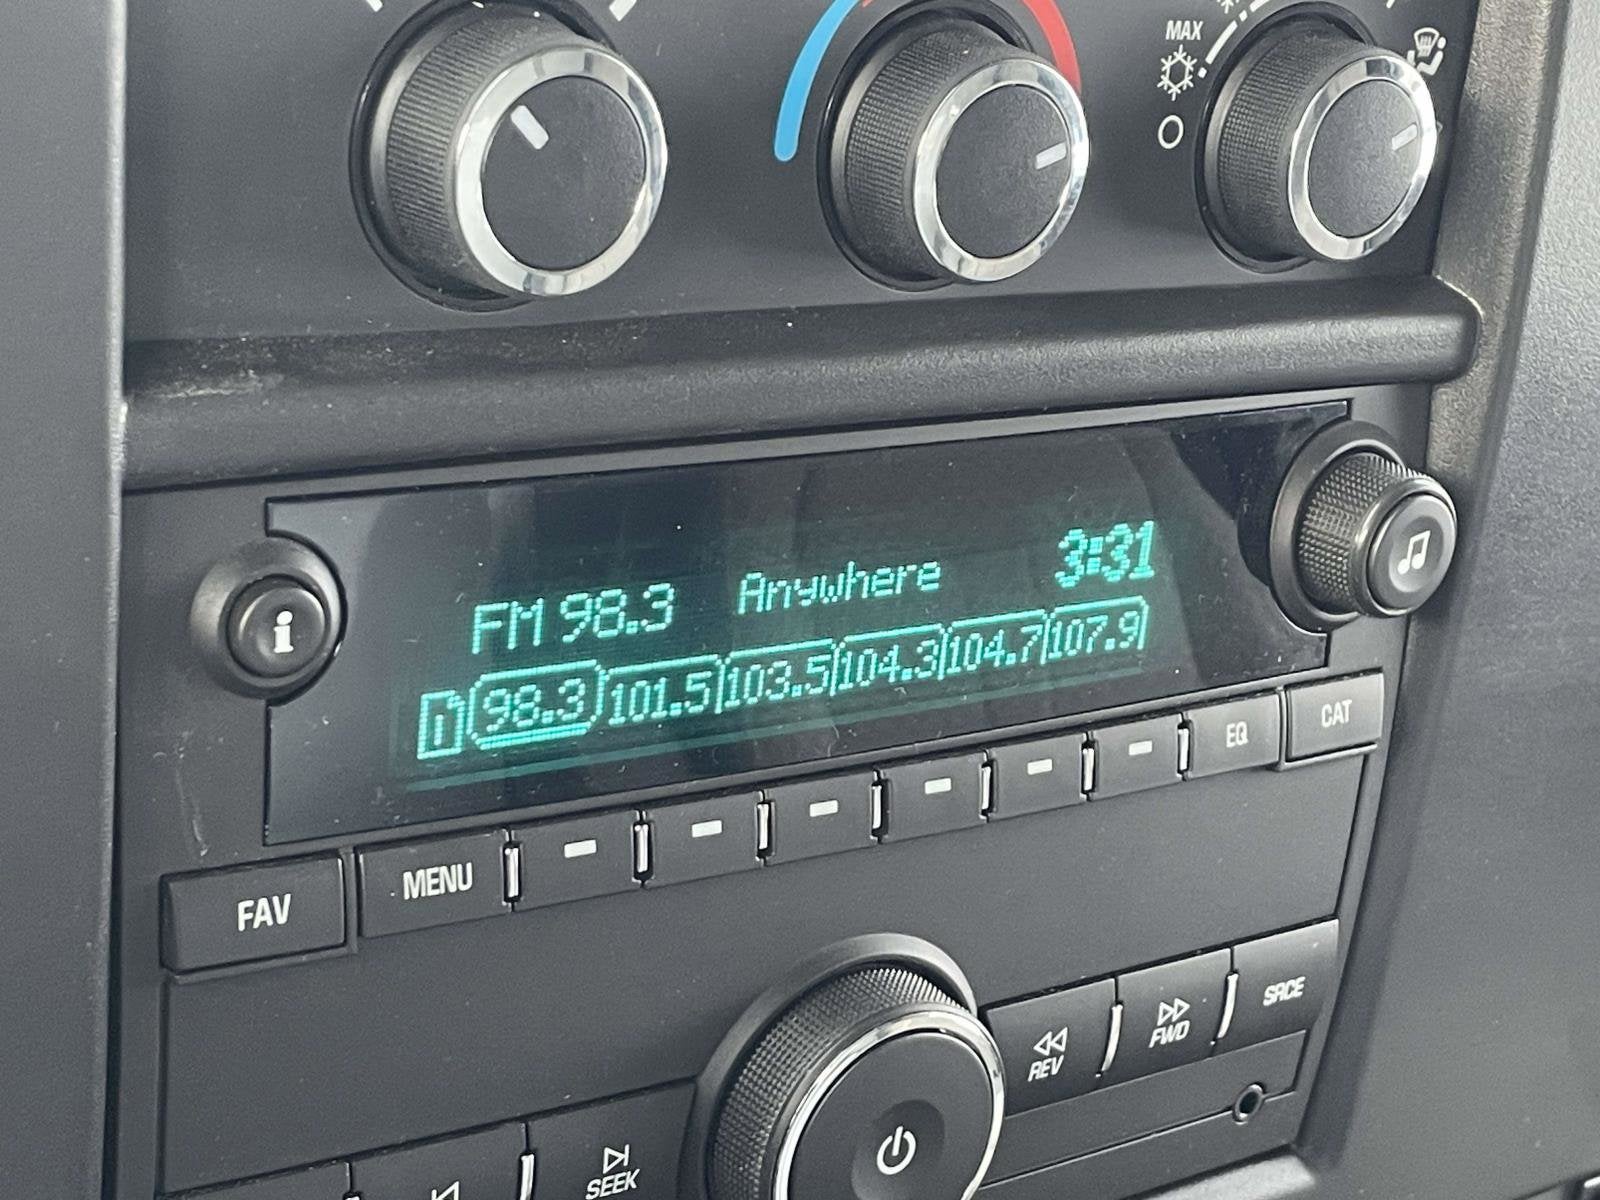 MAX
FM 98.3 Anywhere 3:31
1 98.3 101.5 103.5 104.3 104.7 107.9
i
FAV MENU EQ CAT
REV FWD SRCE
SEEK